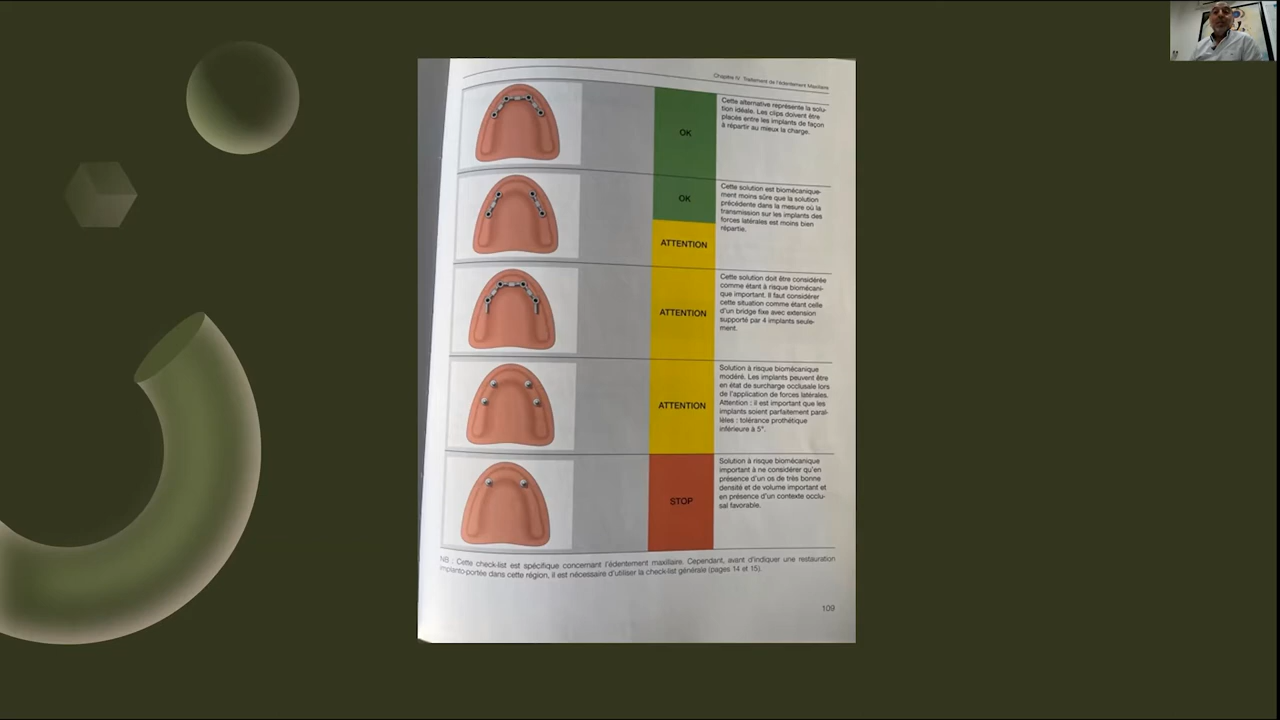 Chapitre IV Traitement de l'édentement Maxillaire
OK
Cette alternative représente la solu-
tion idéale. Les clips doivent être
placés entre les implants de façon
à répartir au mieux la charge.
OK
ATTENTION
Cette solution est biomécanique-
ment moins sûre que la solution
précédente dans la mesure où la
transmission sur les implants des
forces latérales est moins bien
répartie.
ATTENTION
Cette solution doit être considérée
comme étant à risque biomécani-
que important. Il faut considérer
cette situation comme étant celle
d'un bridge fixe avec extension
supporté par 4 implants seule-
ment.
ATTENTION
Solution à risque biomécanique
modéré. Les implants peuvent être
en état de surcharge occlusale lors
de l'application de forces latérales.
Attention : il est important que les
implants soient parfaitement paral-
lèles : tolérance prothétique
inférieure à 5°.
STOP
Solution à risque biomécanique
important à ne considérer qu'en
présence d'un os de très bonne
densité et de volume important et
en présence d'un contexte occlu-
sal favorable.
NB : Cette check-list est spécifique concernant l'édentement maxillaire. Cependant, avant d'indiquer une restauration
implanto-portée dans cette région, il est nécessaire d'utiliser la check-list générale (pages 14 et 15).
109